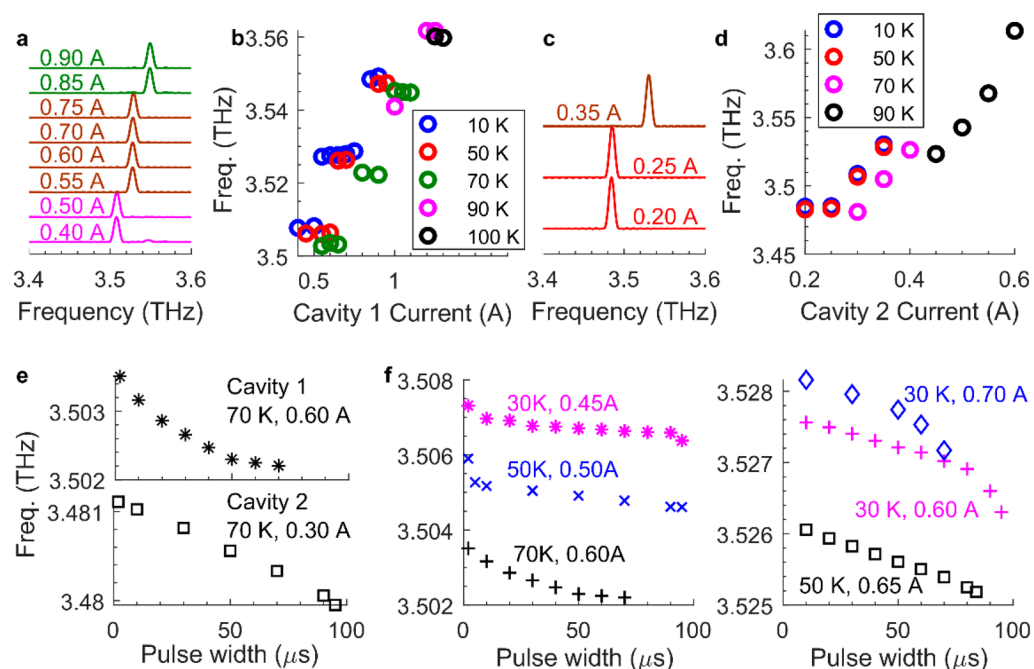 a
0.90 A
0.85 A
0.75 A
0.70 A
0.60 A
0.55 A
0.50 A
0.40 A
3.4 3.5 3.6
Frequency (THz)
b
3.56
3.54
3.52
3.5
Freq. (THz)
10 K
50 K
70 K
90 K
100 K
0.5 1
Cavity 1 Current (A)
c
0.35 A
0.25 A
0.20 A
3.4 3.5 3.6
Frequency (THz)
d
3.6
3.55
3.5
3.45
Freq. (THz)
10 K
50 K
70 K
90 K
0.2 0.3 0.4 0.5 0.6
Cavity 2 Current (A)
e
Cavity 1
70 K, 0.60 A
3.503
3.502
Cavity 2
70 K, 0.30 A
3.481
3.48
Freq. (THz)
0 50 100
Pulse width (μs)
f
3.508
3.506
3.504
3.502
30K, 0.45A
50K, 0.50A
70K, 0.60A
0 50 100
Pulse width (μs)
3.528
3.527
3.526
3.525
30 K, 0.70 A
30 K, 0.60 A
50 K, 0.65 A
0 50 100
Pulse width (μs)